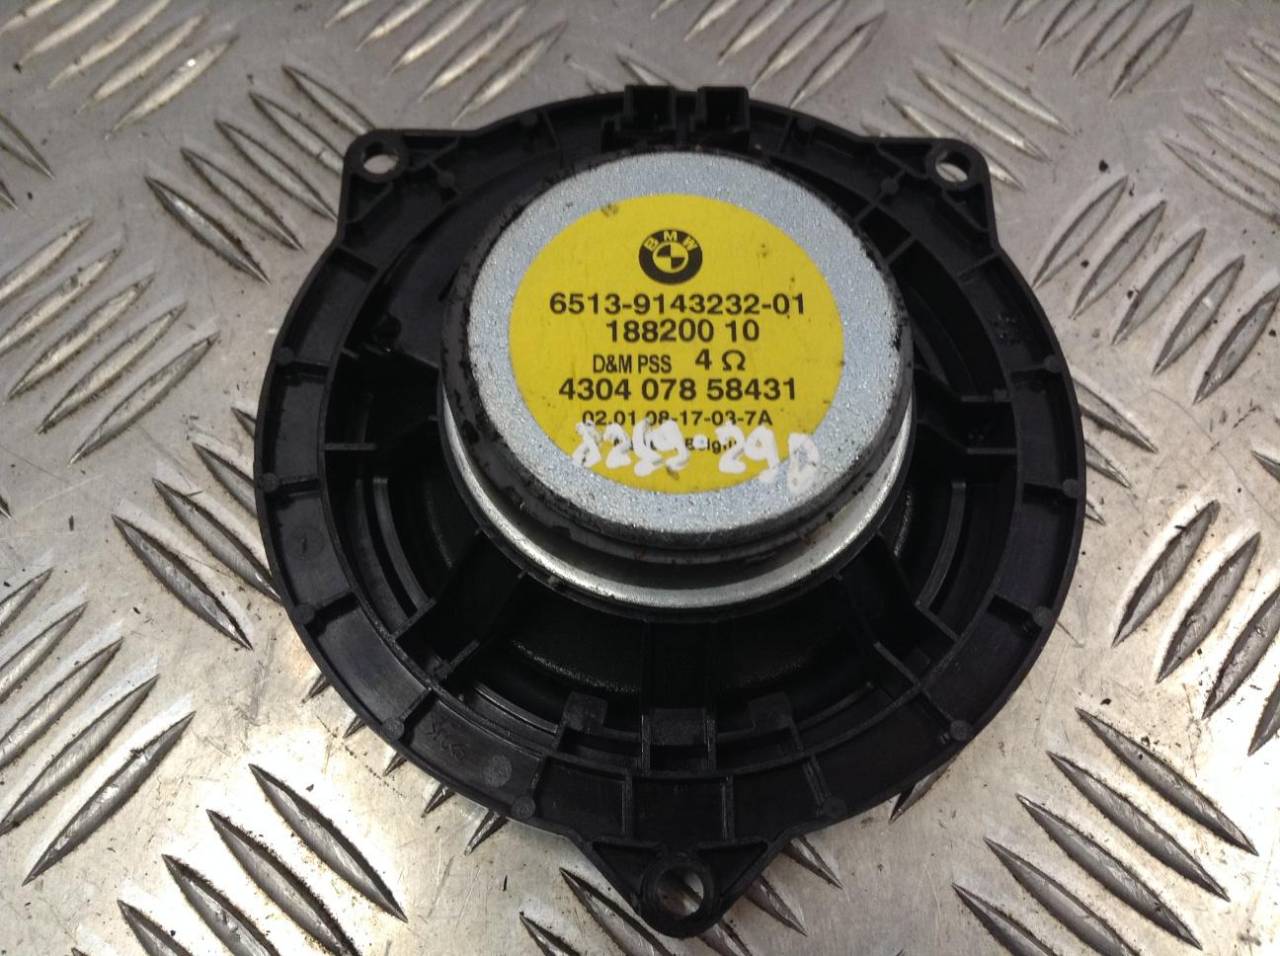 BMW
6513-9143232-01
188200 10
D&M PSS 4 Ω
4304 078 58431
02.01.08-17-03-7A